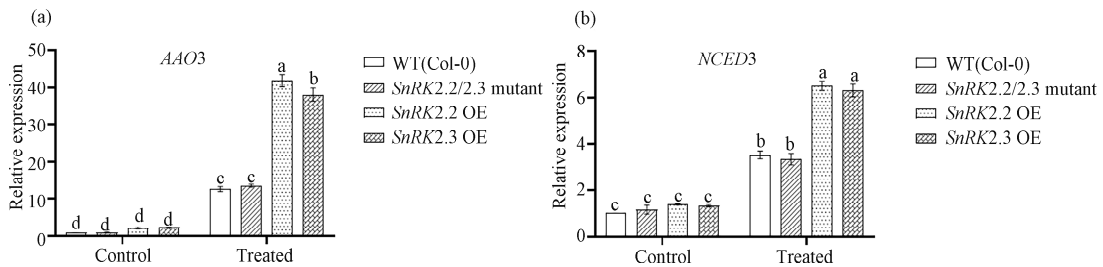 (a)
AAO3
Relative expression
50
40
30
20
10
0
d d d d
c c a b
Control Treated
WT(Col-0)
SnRK2.2/2.3 mutant
SnRK2.2 OE
SnRK2.3 OE
(b)
NCED3
Relative expression
8
6
4
2
0
c c c c
b b a a
Control Treated
WT(Col-0)
SnRK2.2/2.3 mutant
SnRK2.2 OE
SnRK2.3 OE